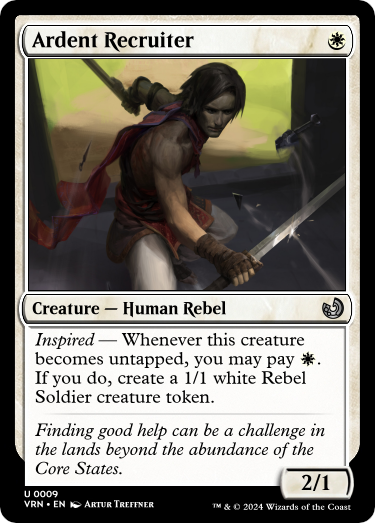 Ardent Recruiter
Creature — Human Rebel
Inspired — Whenever this creature
becomes untapped, you may pay .
If you do, create a 1/1 white Rebel
Soldier creature token.
Finding good help can be a challenge in
the lands beyond the abundance of the
Core States.
2/1
U 0009
VRN • EN Artur Treffner
™ & © 2024 Wizards of the Coast